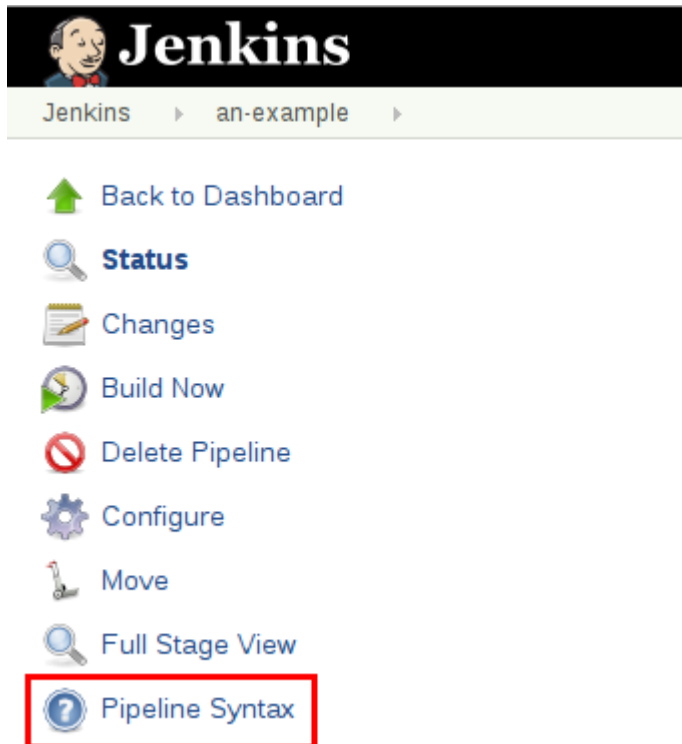 Jenkins
Jenkins an-example
Back to Dashboard
Status
Changes
Build Now
Delete Pipeline
Configure
Move
Full Stage View
Pipeline Syntax